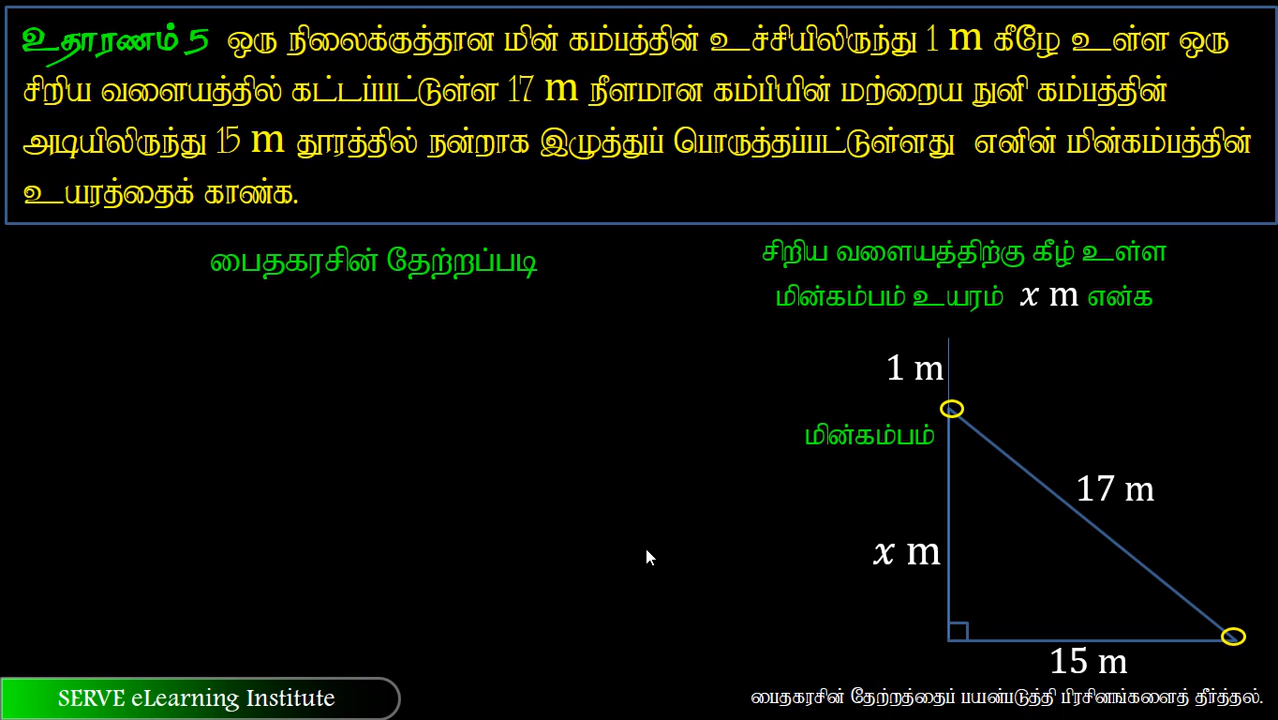 உதாரணம் 5 ஒரு நிலைக்குத்தான மின் கம்பத்தின் உச்சியிலிருந்து 1 m கீழே உள்ள ஒரு
சிறிய வளையத்தில் கட்டப்பட்டுள்ள 17 m நீளமான கம்பியின் மற்றைய நுனி கம்பத்தின்
அடியிலிருந்து 15 m தூரத்தில் நன்றாக இழுத்துப் பொருத்தப்பட்டுள்ளது எனின் மின்கம்பத்தின்
உயரத்தைக் காண்க.
பைதகரசின் தேற்றப்படி
சிறிய வளையத்திற்கு கீழ் உள்ள
மின்கம்பம் உயரம் x m என்க
1 m
மின்கம்பம்
17 m
x m
15 m
SERVE eLearning Institute
பைதகரசின் தேற்றத்தைப் பயன்படுத்தி பிரசினங்களைத் தீர்த்தல்.